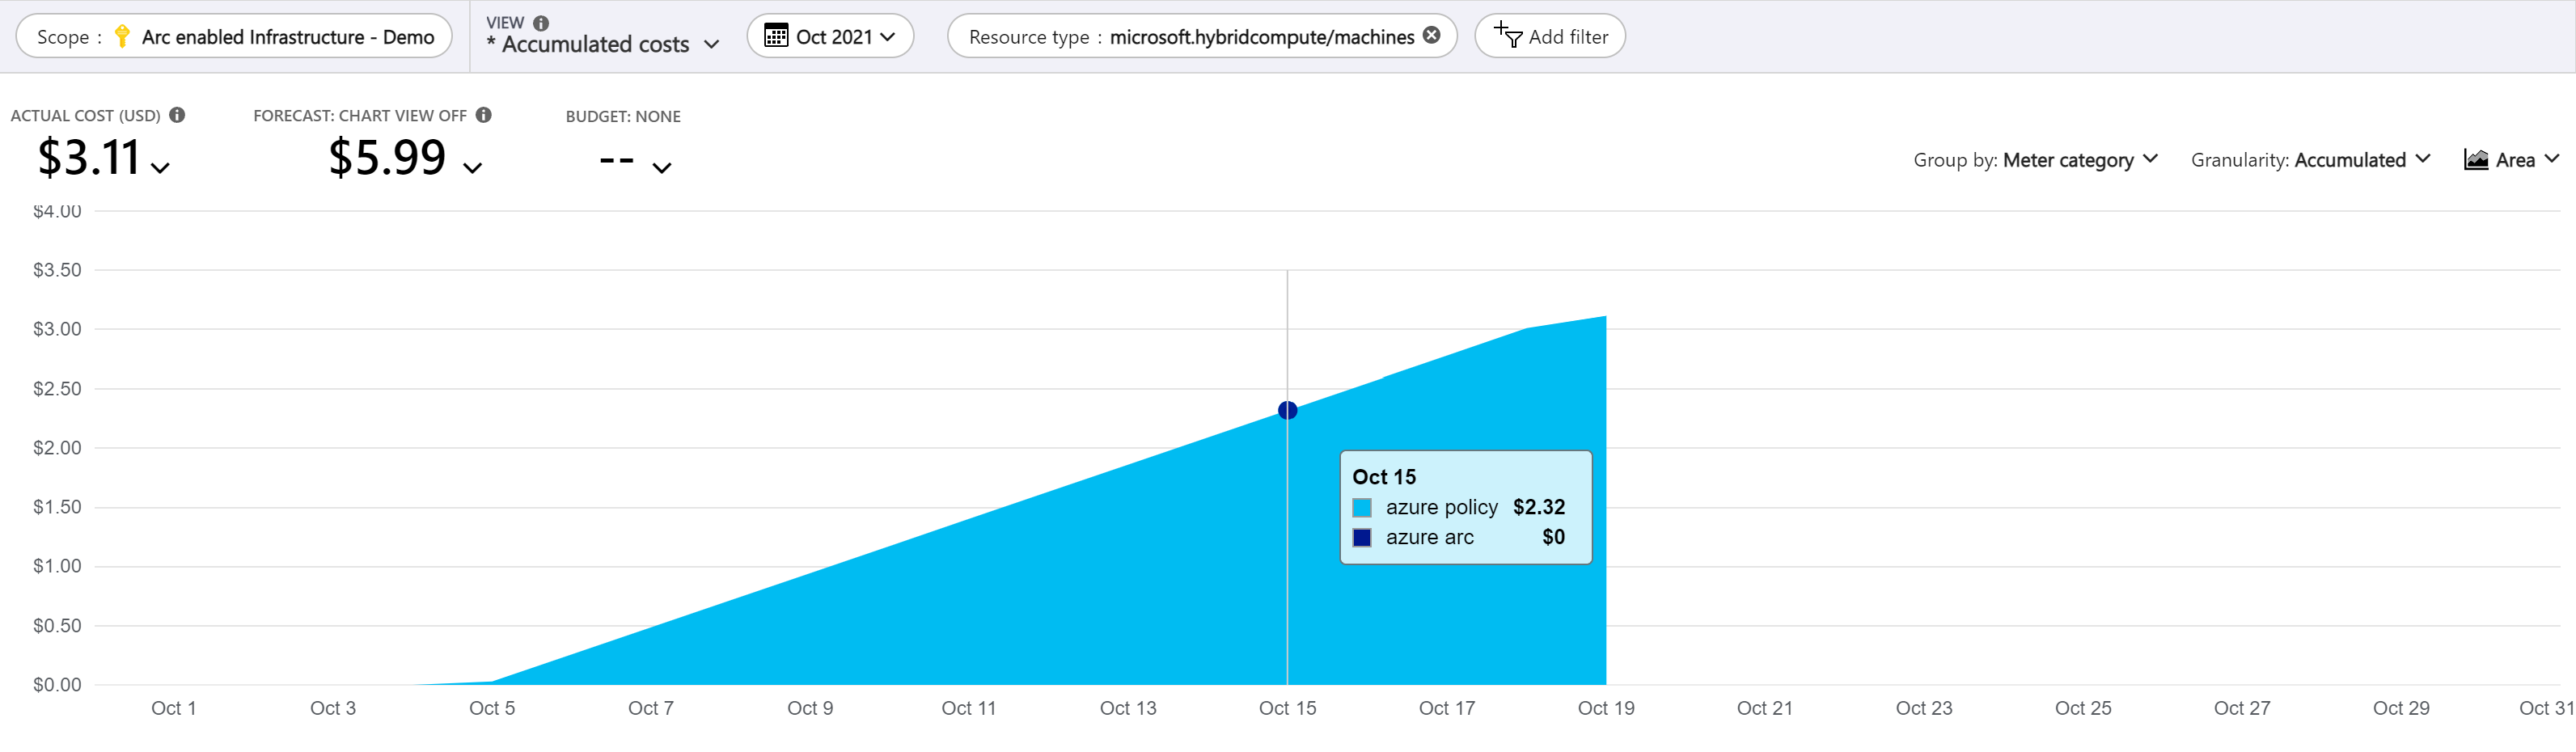 Scope : Arc enabled Infrastructure - Demo
VIEW
* Accumulated costs
Oct 2021
Resource type : microsoft.hybridcompute/machines
Add filter
ACTUAL COST (USD)
$3.11
FORECAST: CHART VIEW OFF
$5.99
BUDGET: NONE
--
Group by: Meter category
Granularity: Accumulated
Area
$4.00
$3.50
$3.00
$2.50
$2.00
$1.50
$1.00
$0.50
$0.00
Oct 15
azure policy $2.32
azure arc $0
Oct 1 Oct 3 Oct 5 Oct 7 Oct 9 Oct 11 Oct 13 Oct 15 Oct 17 Oct 19 Oct 21 Oct 23 Oct 25 Oct 27 Oct 29 Oct 31